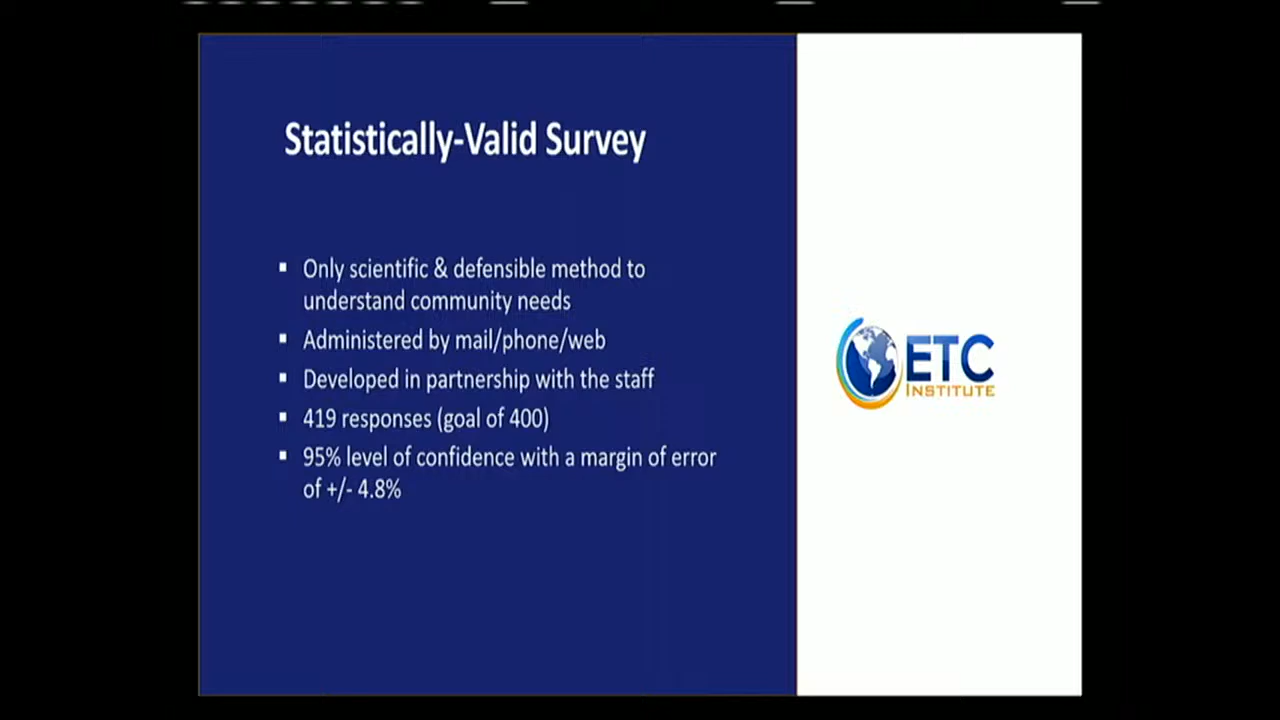 Statistically-Valid Survey
▪ Only scientific & defensible method to
understand community needs
▪ Administered by mail/phone/web
▪ Developed in partnership with the staff
▪ 419 responses (goal of 400)
▪ 95% level of confidence with a margin of error
of +/- 4.8%
ETC
INSTITUTE